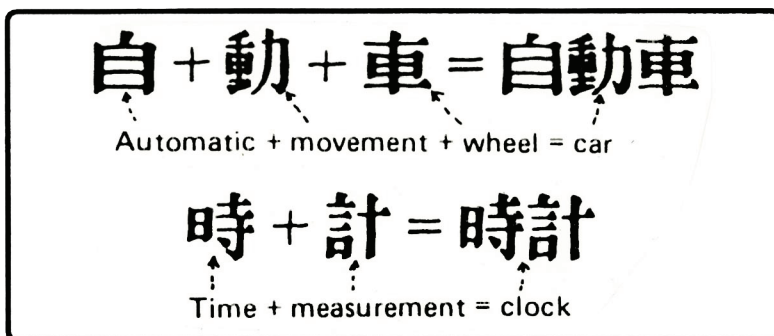 自+動+車=自動車
Automatic + movement + wheel = car
時+計=時計
Time + measurement = clock